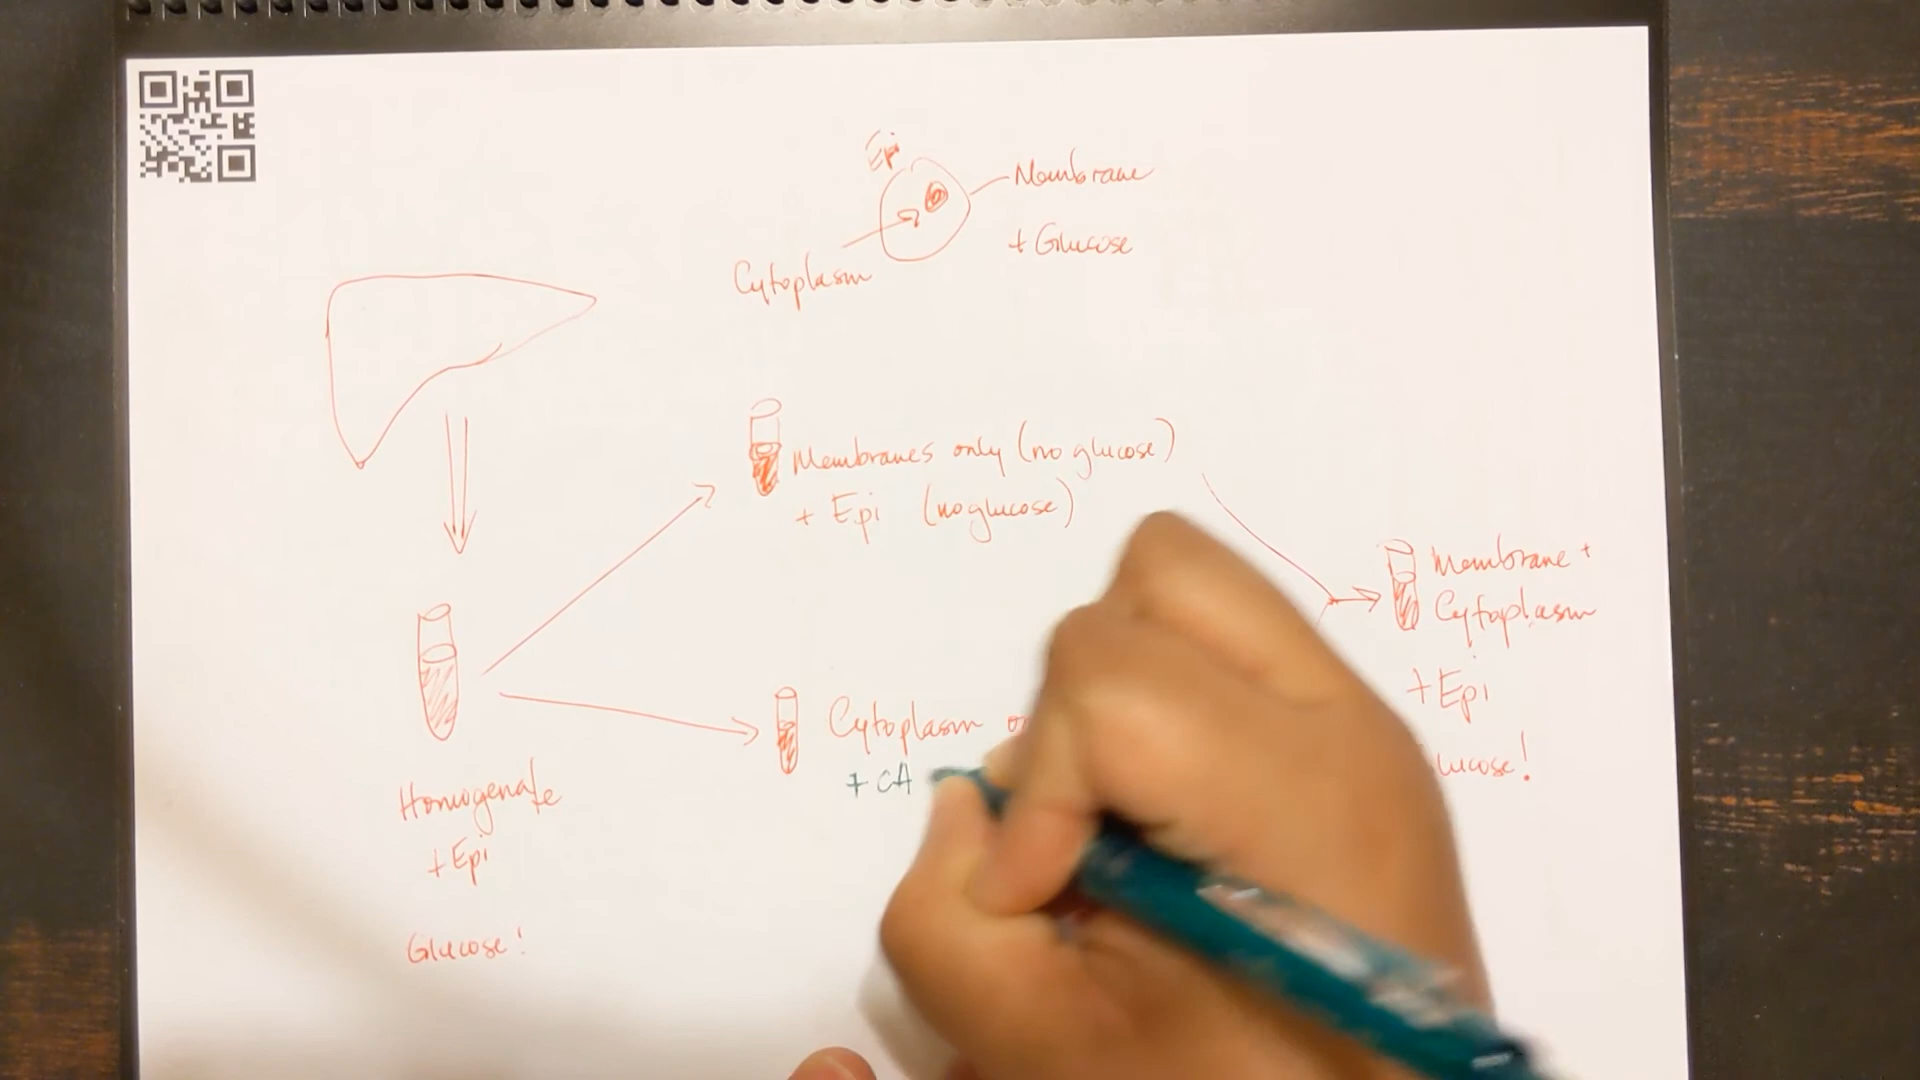 Epi
Membrane
+ Glucose
Cytoplasm
Membranes only (no glucose)
+ Epi (no glucose)
Membrane +
Cytoplasm
+ Epi
Cytoplasm
+ cA
Homogenate
+ Epi
Glucose!